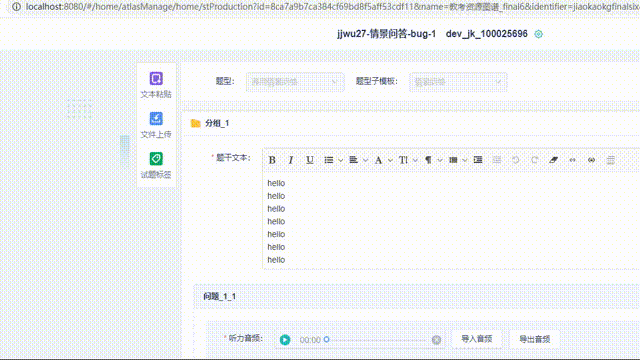 localhost:8080/#/home/atlasManage/home/stProduction?id=8ca7a9b7ca384cf69bd8f5aff53cdf11&name=教考资源图谱_final6&identifier=jiaokaokgfinalsix
jjwu27-情景问答-bug-1 dev_jk_100025696
题型： 题型子模板：
文本粘贴
文件上传
试题标签
分组_1
* 题干文本：
B I U A TI
hello
hello
hello
hello
hello
hello
hello
问题_1_1
* 听力音频： 00:00 导入音频 导出音频